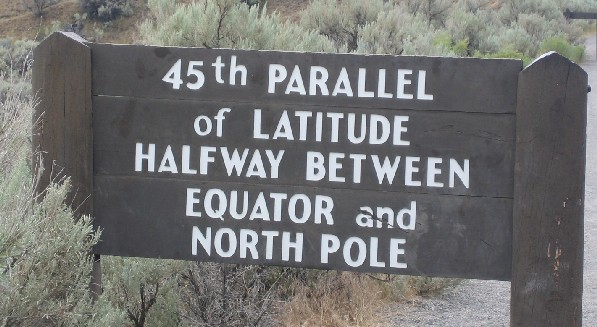 45th PARALLEL
of LATITUDE
HALFWAY BETWEEN
EQUATOR and
NORTH POLE